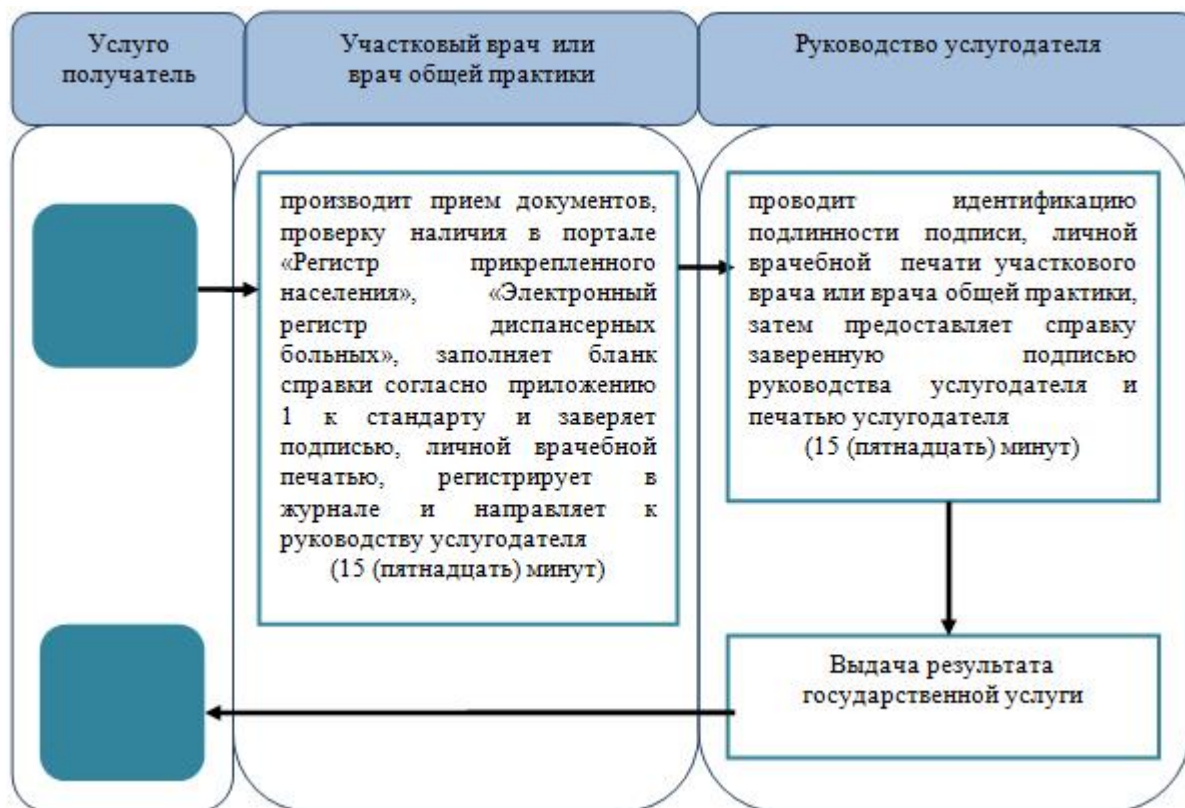 Услуго
получатель
Участковый врач или
врач общей практики
Руководство услугодателя
производит прием документов,
проверку наличия в портале
«Регистр прикрепленного
населения», «Электронный
регистр диспансерных
больных», заполняет бланк
справки согласно приложению
1 к стандарту и заверяет
подписью, личной врачебной
печатью, регистрирует в
журнале и направляет к
руководству услугодателя
(15 (пятнадцать) минут)
проводит идентификацию
подлинности подписи, личной
врачебной печати участкового
врача или врача общей практики,
затем предоставляет справку
заверенную подписью
руководства услугодателя и
печатью услугодателя
(15 (пятнадцать) минут)
Выдача результата
государственной услуги